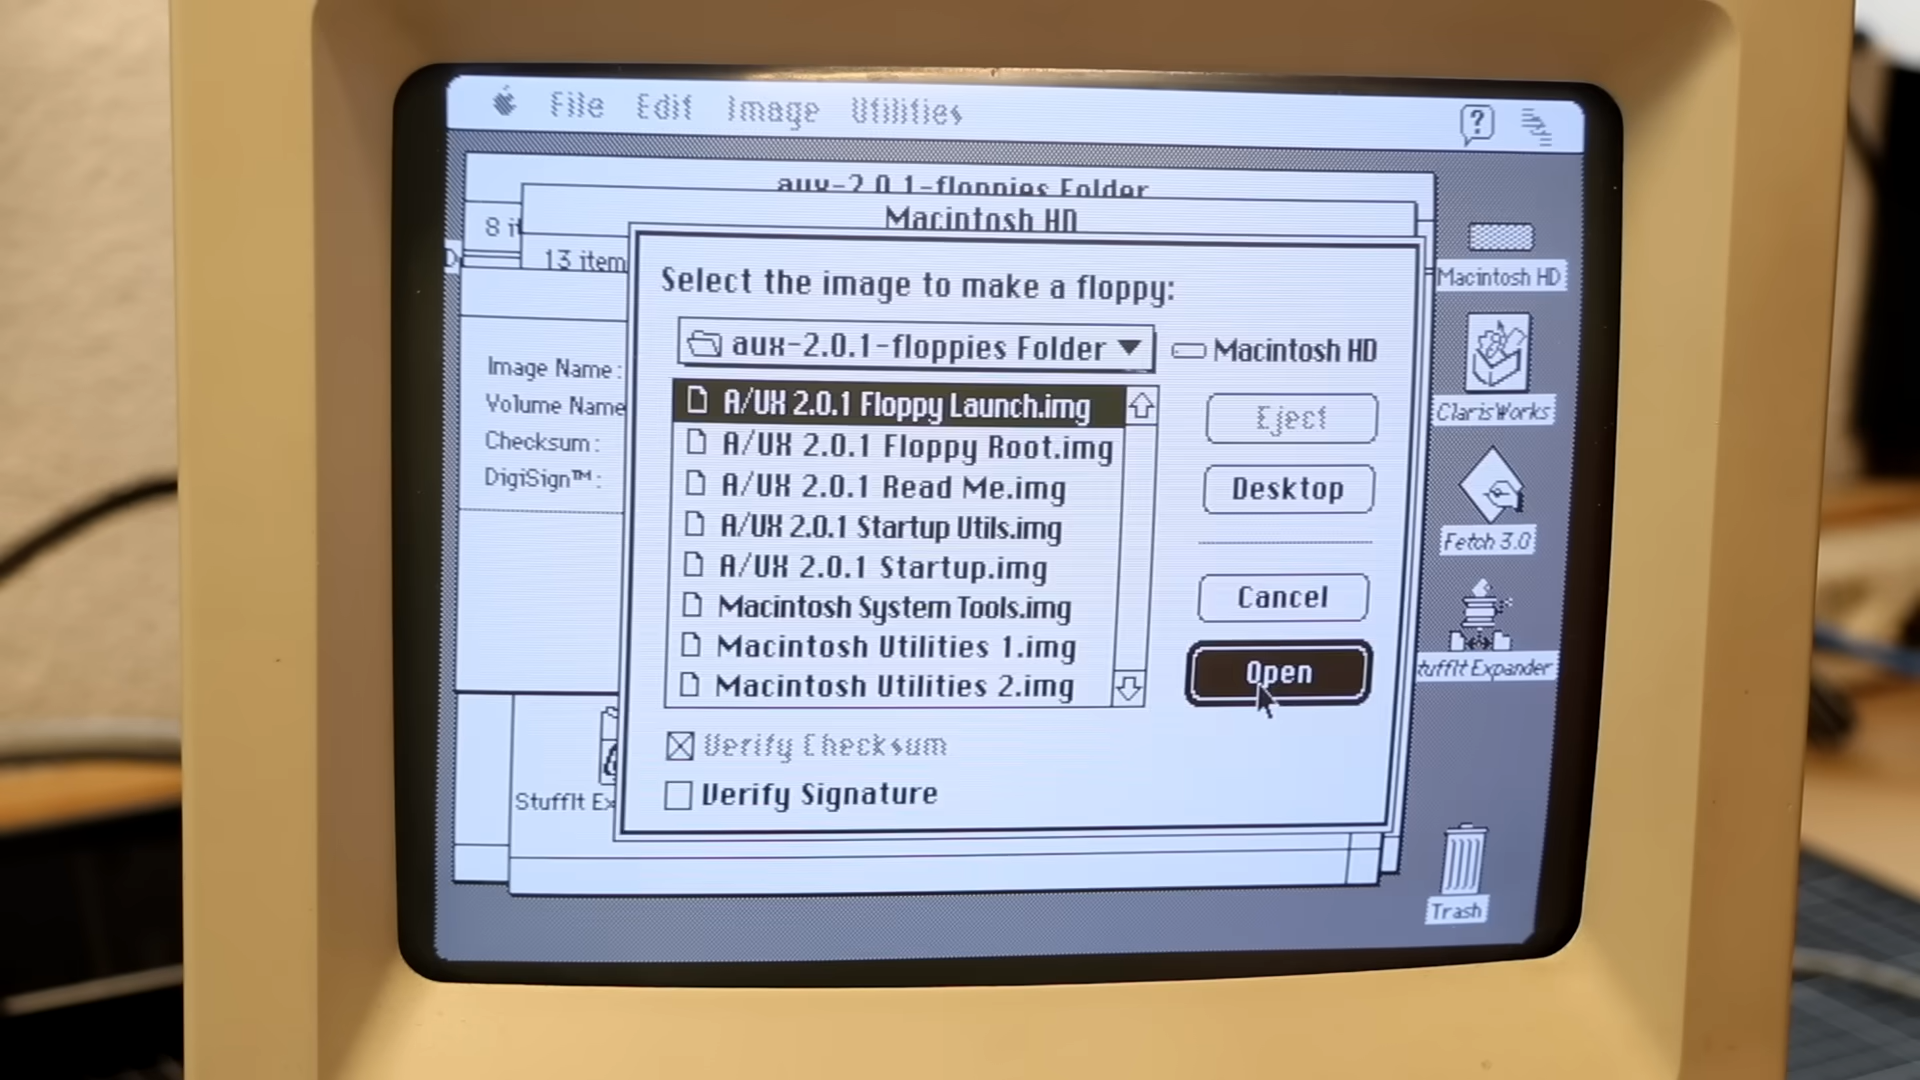 File Edit Image Utilities
aux-2.0.1-floppies Folder
Macintosh HD
8 it
13 item
Select the image to make a floppy:
aux-2.0.1-floppies Folder
Macintosh HD
A/UX 2.0.1 Floppy Launch.img
A/UX 2.0.1 Floppy Root.img
A/UX 2.0.1 Read Me.img
A/UX 2.0.1 Startup Utils.img
A/UX 2.0.1 Startup.img
Macintosh System Tools.img
Macintosh Utilities 1.img
Macintosh Utilities 2.img
Eject
Desktop
Cancel
Open
Verify Checksum
Verify Signature
Image Name:
Volume Name
Checksum:
DigiSign™:
StuffIt Ex
Macintosh HD
ClarisWorks
Fetch 3.0
tuffIt Expander
Trash